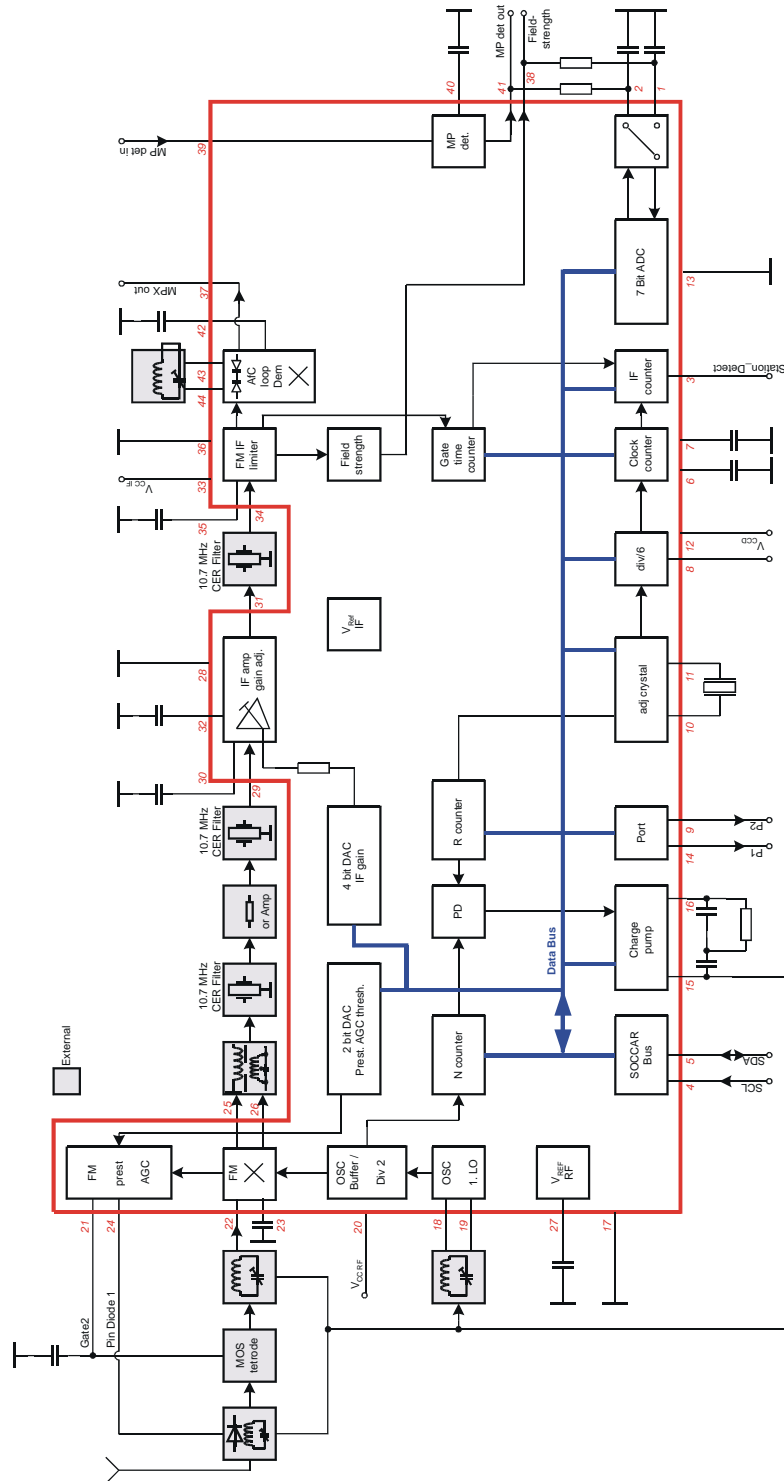 External
Gate2
Pin Diode 1
MOS
tetrode
21
24
FM
prest
AGC
22
23
FM
25
26
20
V CC RF
OSC
Buffer /
Div 2
18
19
OSC
1. LO
27
V REF
RF
17
10.7 MHz
CER Filter
or Amp
10.7 MHz
CER Filter
29
30
32
28
IF amp
gain adj.
31
10.7 MHz
CER Filter
34
35
33
V CC IF
36
FM IF
limiter
44
43
42
AfC
loop
Dem
37
MPX out
39
MP det in
MP
det.
40
41
MP det out
38
Field-
strength
2
1
2 bit DAC
Prest. AGC thresh.
4 bit DAC
IF gain
V Ref
IF
Field
strength
N counter
PD
R counter
Gate
time
counter
Data Bus
SOCCAR
Bus
Charge
pump
Port
adj crystal
div/6
Clock
counter
IF
counter
7 Bit ADC
4
SCL
5
SDA
15
16
14
P1
9
P2
10
11
8
12
V CCD
6
7
3
Station_Detect
13